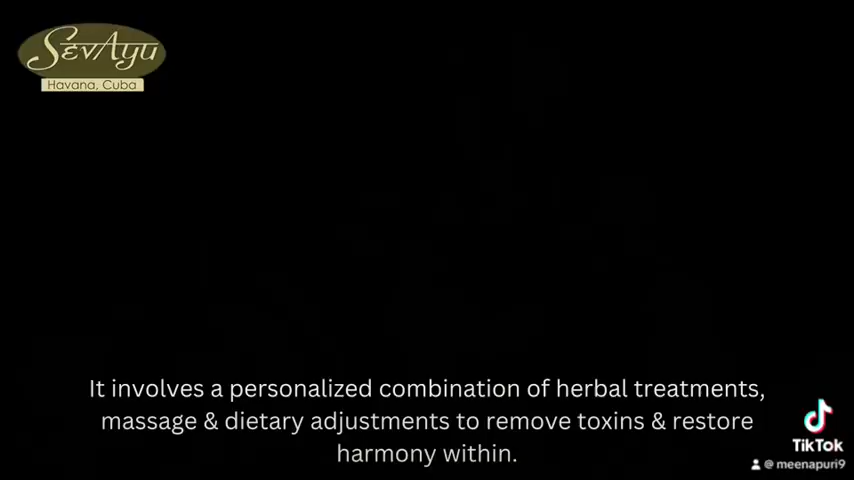 SevAyu
Havana, Cuba
It involves a personalized combination of herbal treatments,
massage & dietary adjustments to remove toxins & restore
harmony within.
TikTok
@meenapuri9